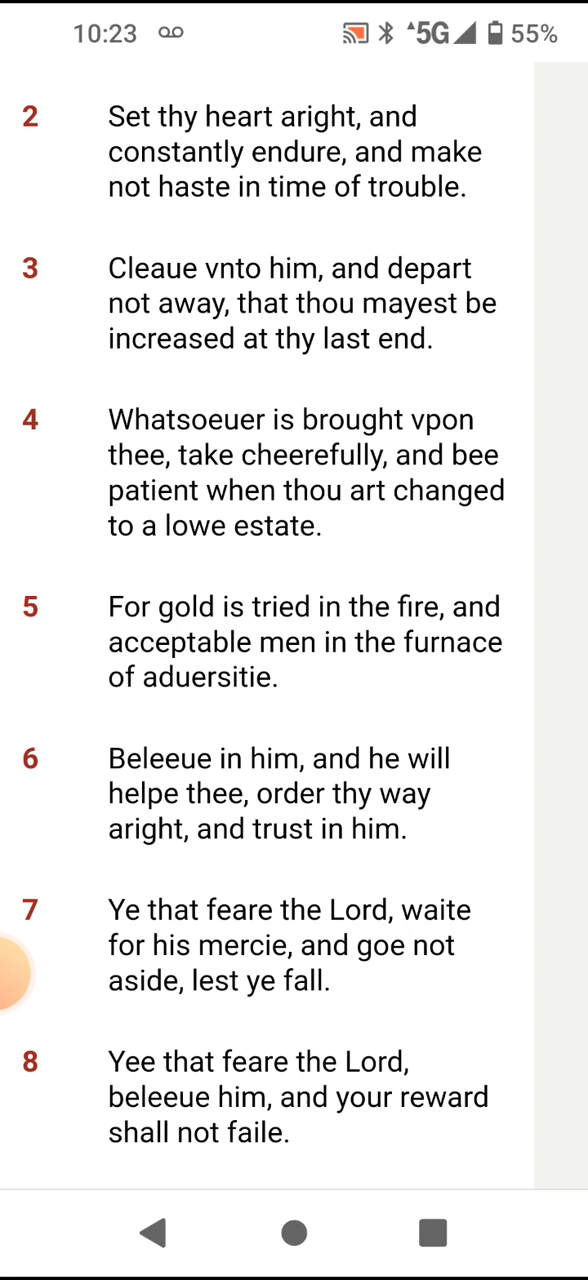 10:23 5G 55%
2 Set thy heart aright, and
constantly endure, and make
not haste in time of trouble.
3 Cleaue vnto him, and depart
not away, that thou mayest be
increased at thy last end.
4 Whatsoeuer is brought vpon
thee, take cheerefully, and bee
patient when thou art changed
to a lowe estate.
5 For gold is tried in the fire, and
acceptable men in the furnace
of aduersitie.
6 Beleeue in him, and he will
helpe thee, order thy way
aright, and trust in him.
7 Ye that feare the Lord, waite
for his mercie, and goe not
aside, lest ye fall.
8 Yee that feare the Lord,
beleeue him, and your reward
shall not faile.